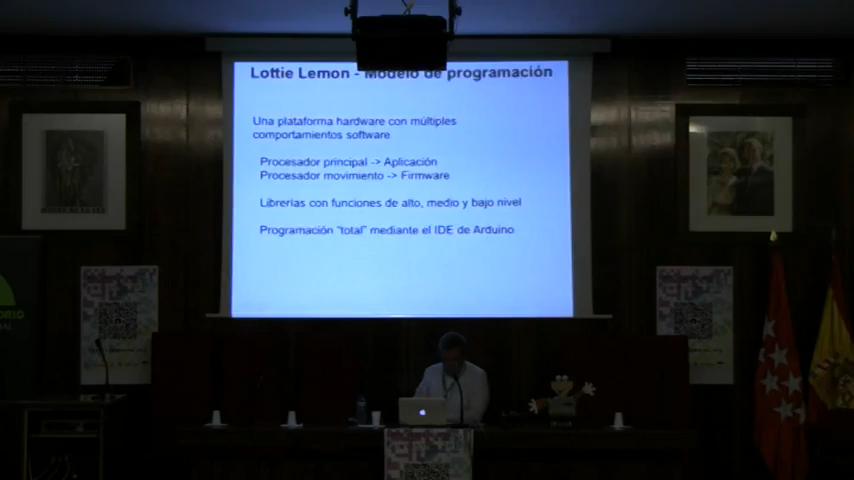 Lottie Lemon - Modelo de programación
Una plataforma hardware con múltiples
comportamientos software
Procesador principal -> Aplicación
Procesador movimiento -> Firmware
Librerías con funciones de alto, medio y bajo nivel
Programación "total" mediante el IDE de Arduino